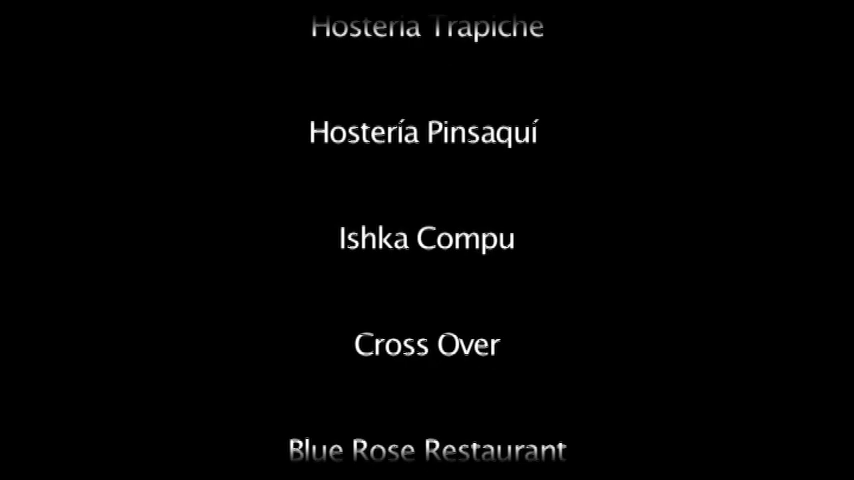 Hostería Trapiche
Hostería Pinsaquí
Ishka Compu
Cross Over
Blue Rose Restaurant